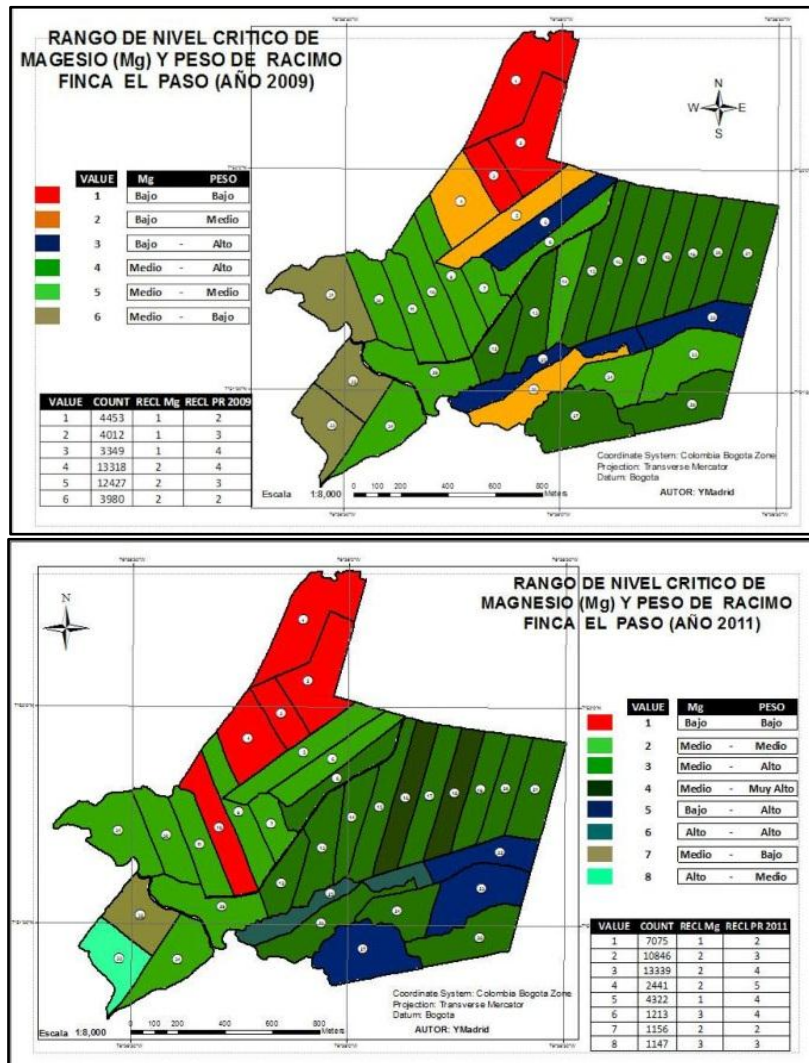 RANGO DE NIVEL CRITICO DE
MAGESIO (Mg) Y PESO DE RACIMO
FINCA EL PASO (AÑO 2009)
N
W E
S
VALUE Mg PESO
1 Bajo Bajo
2 Bajo Medio
3 Bajo - Alto
4 Medio - Alto
5 Medio - Medio
6 Medio - Bajo
VALUE COUNT RECL Mg RECL PR 2009
1 4453 1 2
2 4012 1 3
3 3349 1 4
4 13318 2 4
5 12427 2 3
6 3980 2 2
Coordinate System: Colombia Bogota Zone
Projection: Transverse Mercator
Datum: Bogota
Escala 1:8,000
0 100 200 400 600 800
Meters
AUTOR: YMadrid
RANGO DE NIVEL CRITICO DE
MAGNESIO (Mg) Y PESO DE RACIMO
FINCA EL PASO (AÑO 2011)
N
VALUE Mg PESO
1 Bajo Bajo
2 Medio - Medio
3 Medio - Alto
4 Medio - Muy Alto
5 Bajo - Alto
6 Alto - Alto
7 Medio - Bajo
8 Alto - Medio
VALUE COUNT RECL Mg RECL PR 2011
1 7075 1 2
2 10846 2 3
3 13339 2 4
4 2441 2 5
5 4322 1 4
6 1213 3 4
7 1156 2 2
8 1147 3 3
Coordinate System: Colombia Bogota Zone
Projection: Transverse Mercator
Datum: Bogota
Escala 1:8,000
0 100 200 400 600 800
Meters
AUTOR: YMadrid